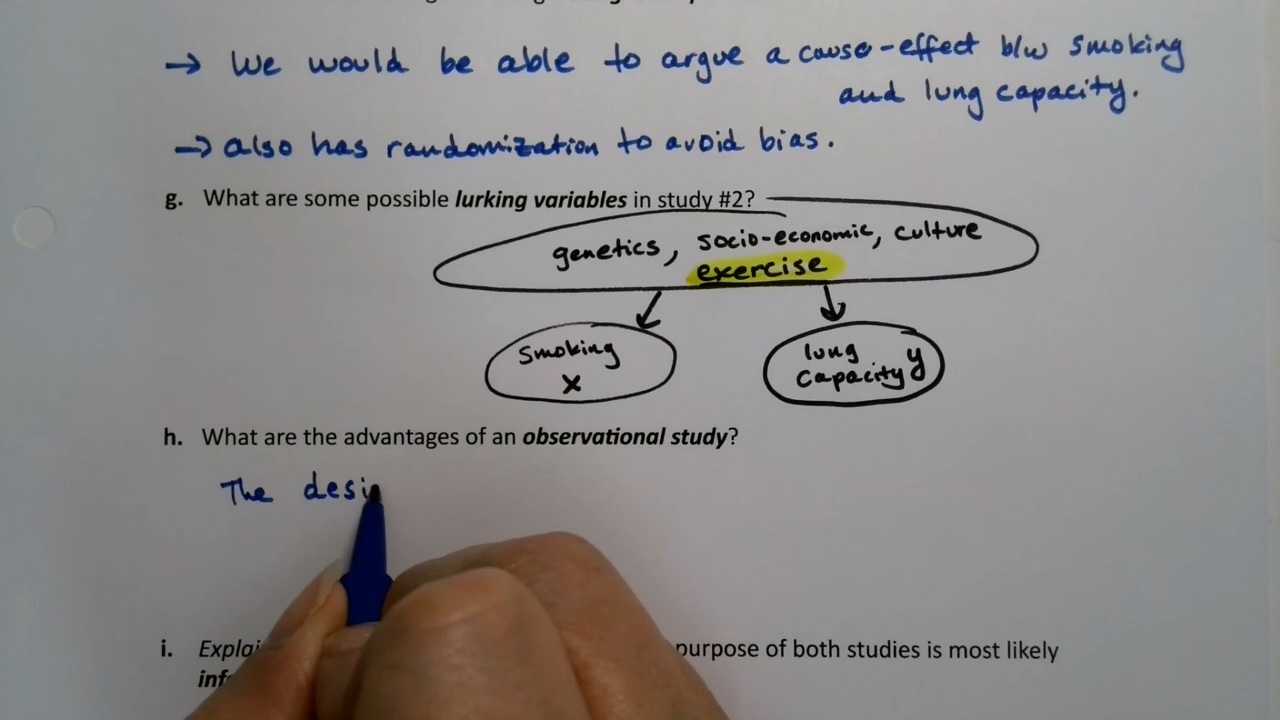 → We would be able to argue a cause-effect b/w smoking
and lung capacity.
→ also has randomization to avoid bias.
g. What are some possible lurking variables in study #2?
genetics, socio-economic, culture
exercise
smoking
x
lung
capacity y
h. What are the advantages of an observational study?
The desi
i. purpose of both studies is most likely